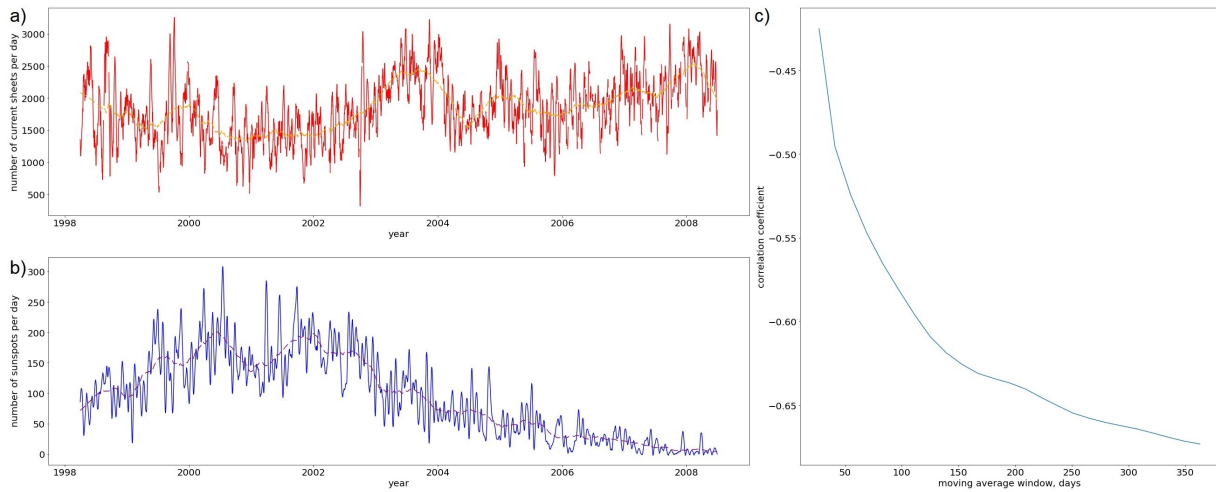 a)
number of current sheets per day
3000
2500
2000
1500
1000
500
1998 2000 2002 2004 2006 2008
year
b)
number of sunspots per day
300
250
200
150
100
50
0
1998 2000 2002 2004 2006 2008
year
c)
correlation coefficient
−0.45
−0.50
−0.55
−0.60
−0.65
50 100 150 200 250 300 350
moving average window, days